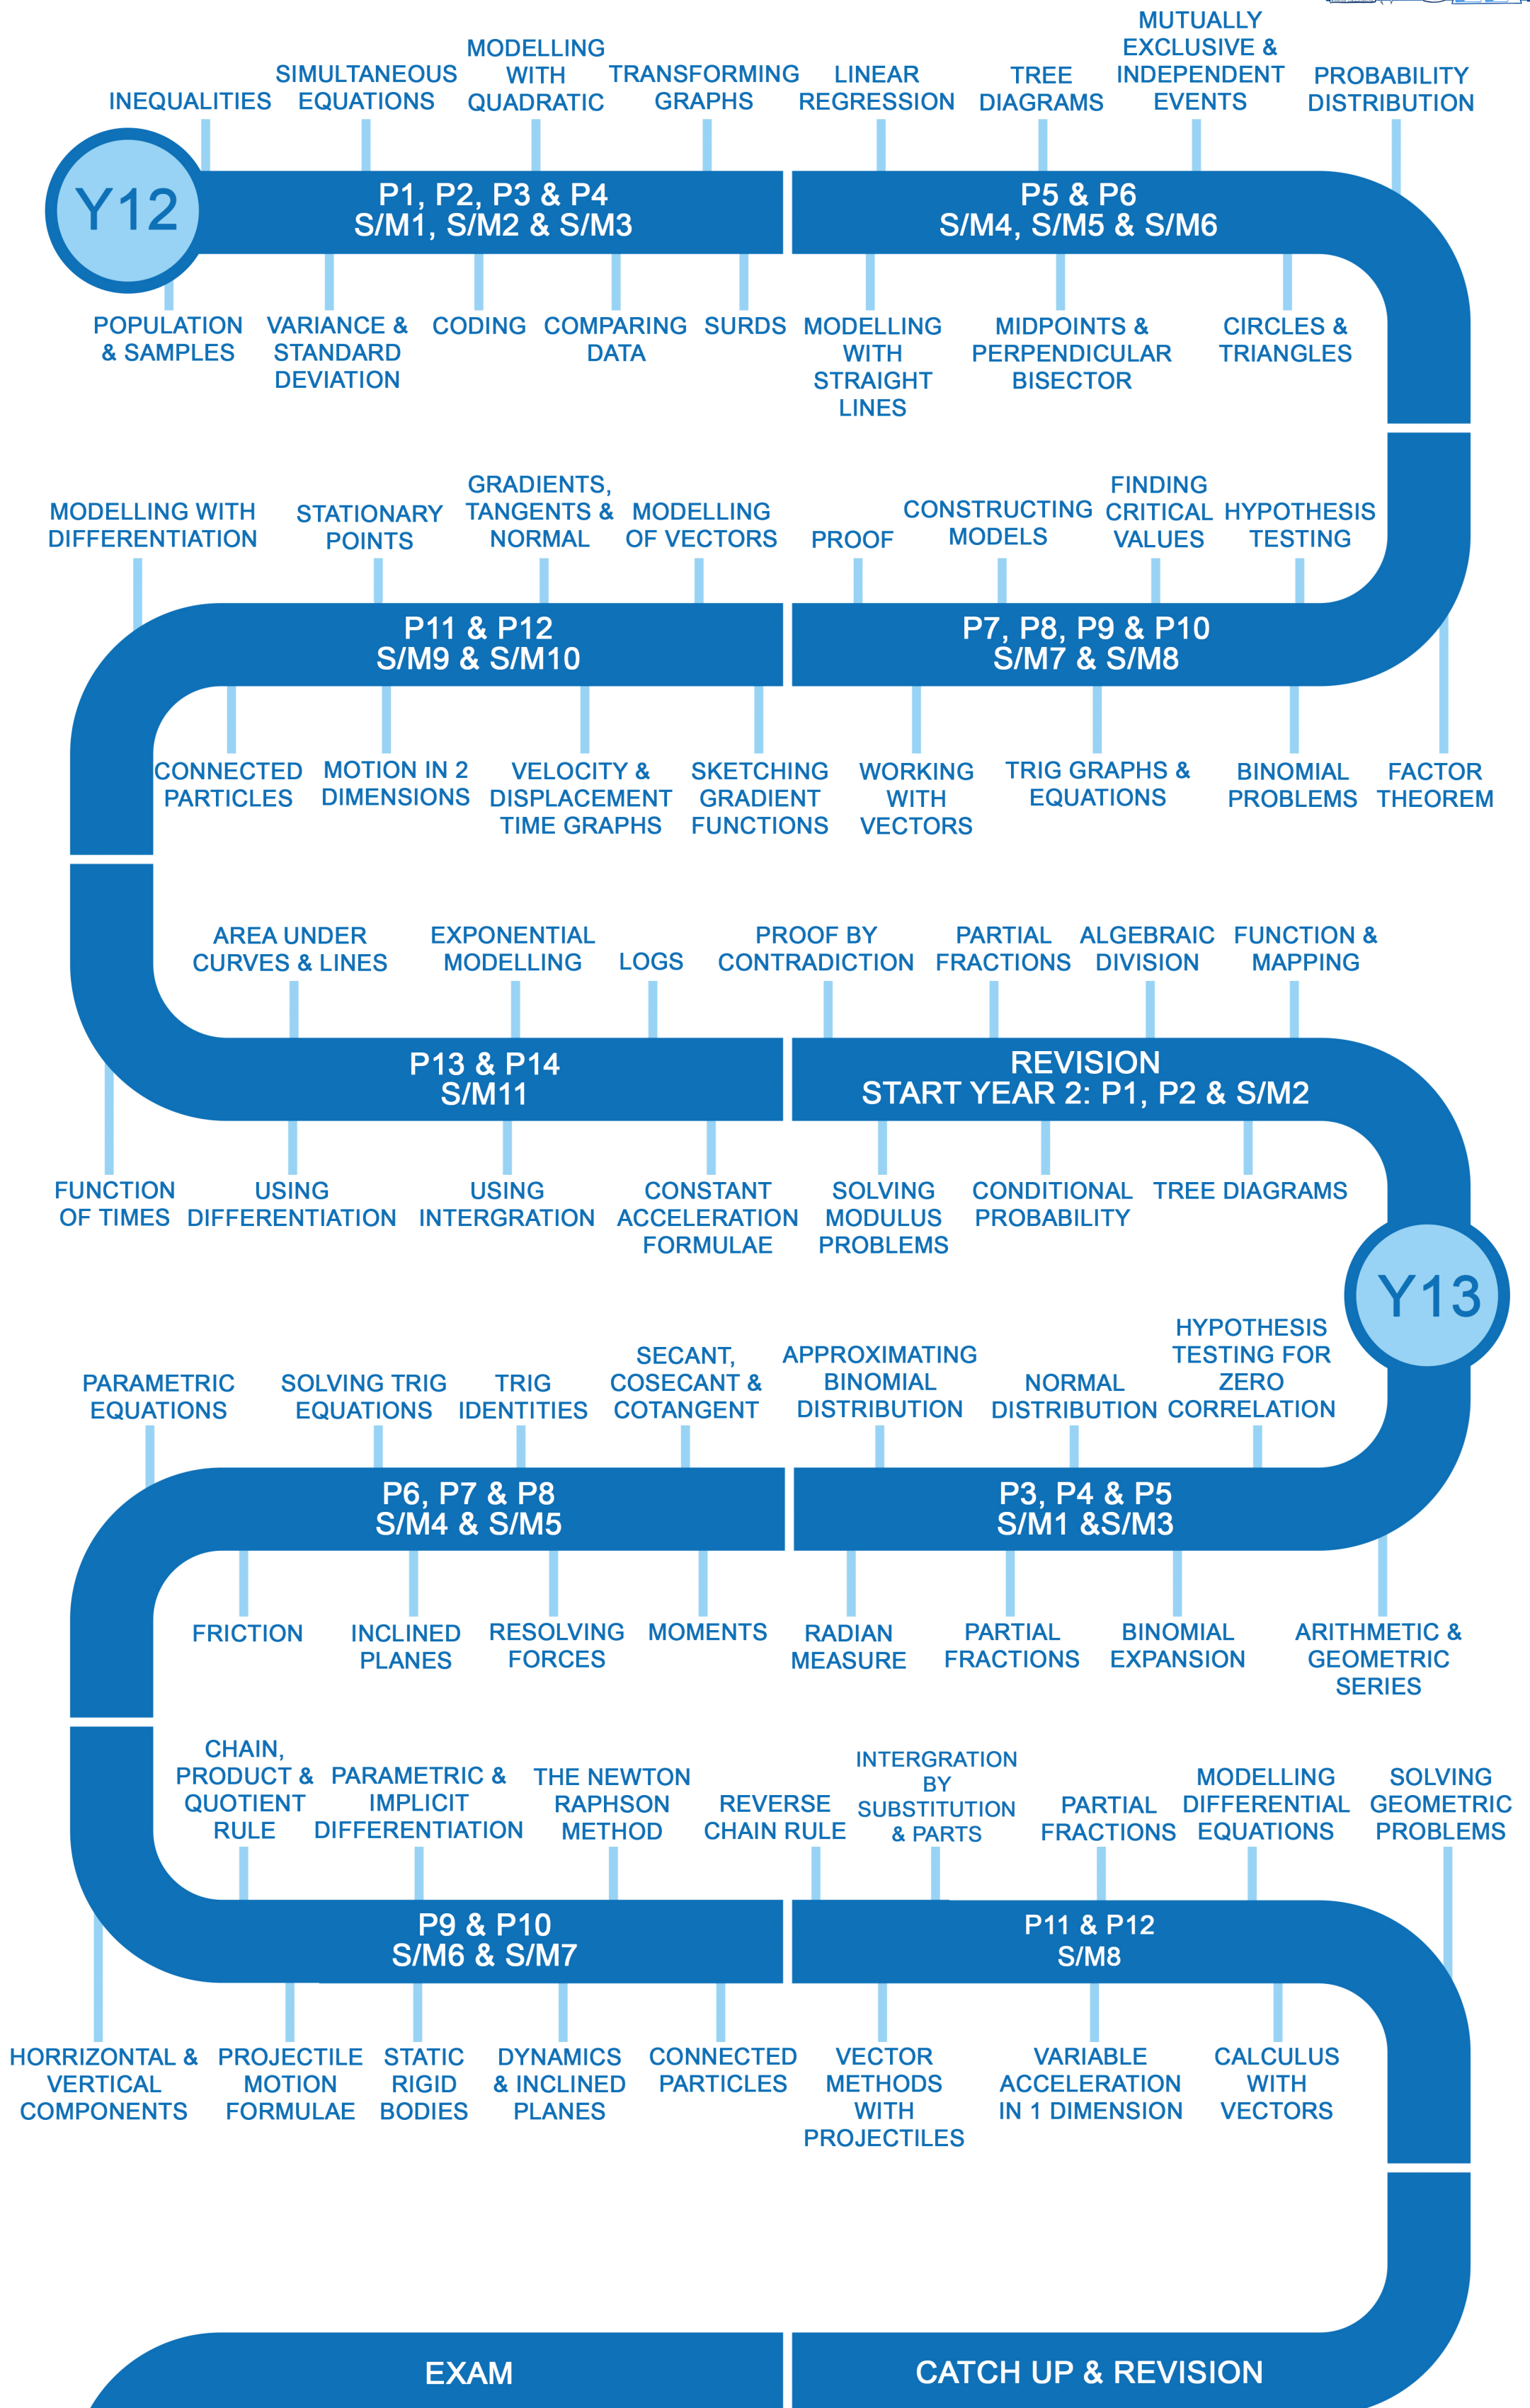 INEQUALITIES
SIMULTANEOUS
EQUATIONS
MODELLING
WITH
QUADRATIC
TRANSFORMING
GRAPHS
LINEAR
REGRESSION
TREE
DIAGRAMS
MUTUALLY
EXCLUSIVE &
INDEPENDENT
EVENTS
PROBABILITY
DISTRIBUTION
Y12
P1, P2, P3 & P4
S/M1, S/M2 & S/M3
P5 & P6
S/M4, S/M5 & S/M6
POPULATION
& SAMPLES
VARIANCE &
STANDARD
DEVIATION
CODING
COMPARING
DATA
SURDS
MODELLING
WITH
STRAIGHT
LINES
MIDPOINTS &
PERPENDICULAR
BISECTOR
CIRCLES &
TRIANGLES
MODELLING WITH
DIFFERENTIATION
STATIONARY
POINTS
GRADIENTS,
TANGENTS &
NORMAL
MODELLING
OF VECTORS
PROOF
CONSTRUCTING
MODELS
FINDING
CRITICAL
VALUES
HYPOTHESIS
TESTING
P11 & P12
S/M9 & S/M10
P7, P8, P9 & P10
S/M7 & S/M8
CONNECTED
PARTICLES
MOTION IN 2
DIMENSIONS
VELOCITY &
DISPLACEMENT
TIME GRAPHS
SKETCHING
GRADIENT
FUNCTIONS
WORKING
WITH
VECTORS
TRIG GRAPHS &
EQUATIONS
BINOMIAL
PROBLEMS
FACTOR
THEOREM
AREA UNDER
CURVES & LINES
EXPONENTIAL
MODELLING
LOGS
PROOF BY
CONTRADICTION
PARTIAL
FRACTIONS
ALGEBRAIC
DIVISION
FUNCTION &
MAPPING
P13 & P14
S/M11
REVISION
START YEAR 2: P1, P2 & S/M2
FUNCTION
OF TIMES
USING
DIFFERENTIATION
USING
INTERGRATION
CONSTANT
ACCELERATION
FORMULAE
SOLVING
MODULUS
PROBLEMS
CONDITIONAL
PROBABILITY
TREE DIAGRAMS
Y13
PARAMETRIC
EQUATIONS
SOLVING TRIG
EQUATIONS
TRIG
IDENTITIES
SECANT,
COSECANT &
COTANGENT
APPROXIMATING
BINOMIAL
DISTRIBUTION
NORMAL
DISTRIBUTION
HYPOTHESIS
TESTING FOR
ZERO
CORRELATION
P6, P7 & P8
S/M4 & S/M5
P3, P4 & P5
S/M1 &S/M3
FRICTION
INCLINED
PLANES
RESOLVING
FORCES
MOMENTS
RADIAN
MEASURE
PARTIAL
FRACTIONS
BINOMIAL
EXPANSION
ARITHMETIC &
GEOMETRIC
SERIES
CHAIN,
PRODUCT &
QUOTIENT
RULE
PARAMETRIC &
IMPLICIT
DIFFERENTIATION
THE NEWTON
RAPHSON
METHOD
REVERSE
CHAIN RULE
INTERGRATION
BY
SUBSTITUTION
& PARTS
PARTIAL
FRACTIONS
MODELLING
DIFFERENTIAL
EQUATIONS
SOLVING
GEOMETRIC
PROBLEMS
P9 & P10
S/M6 & S/M7
P11 & P12
S/M8
HORRIZONTAL &
VERTICAL
COMPONENTS
PROJECTILE
MOTION
FORMULAE
STATIC
RIGID
BODIES
DYNAMICS
& INCLINED
PLANES
CONNECTED
PARTICLES
VECTOR
METHODS
WITH
PROJECTILES
VARIABLE
ACCELERATION
IN 1 DIMENSION
CALCULUS
WITH
VECTORS
EXAM
CATCH UP & REVISION